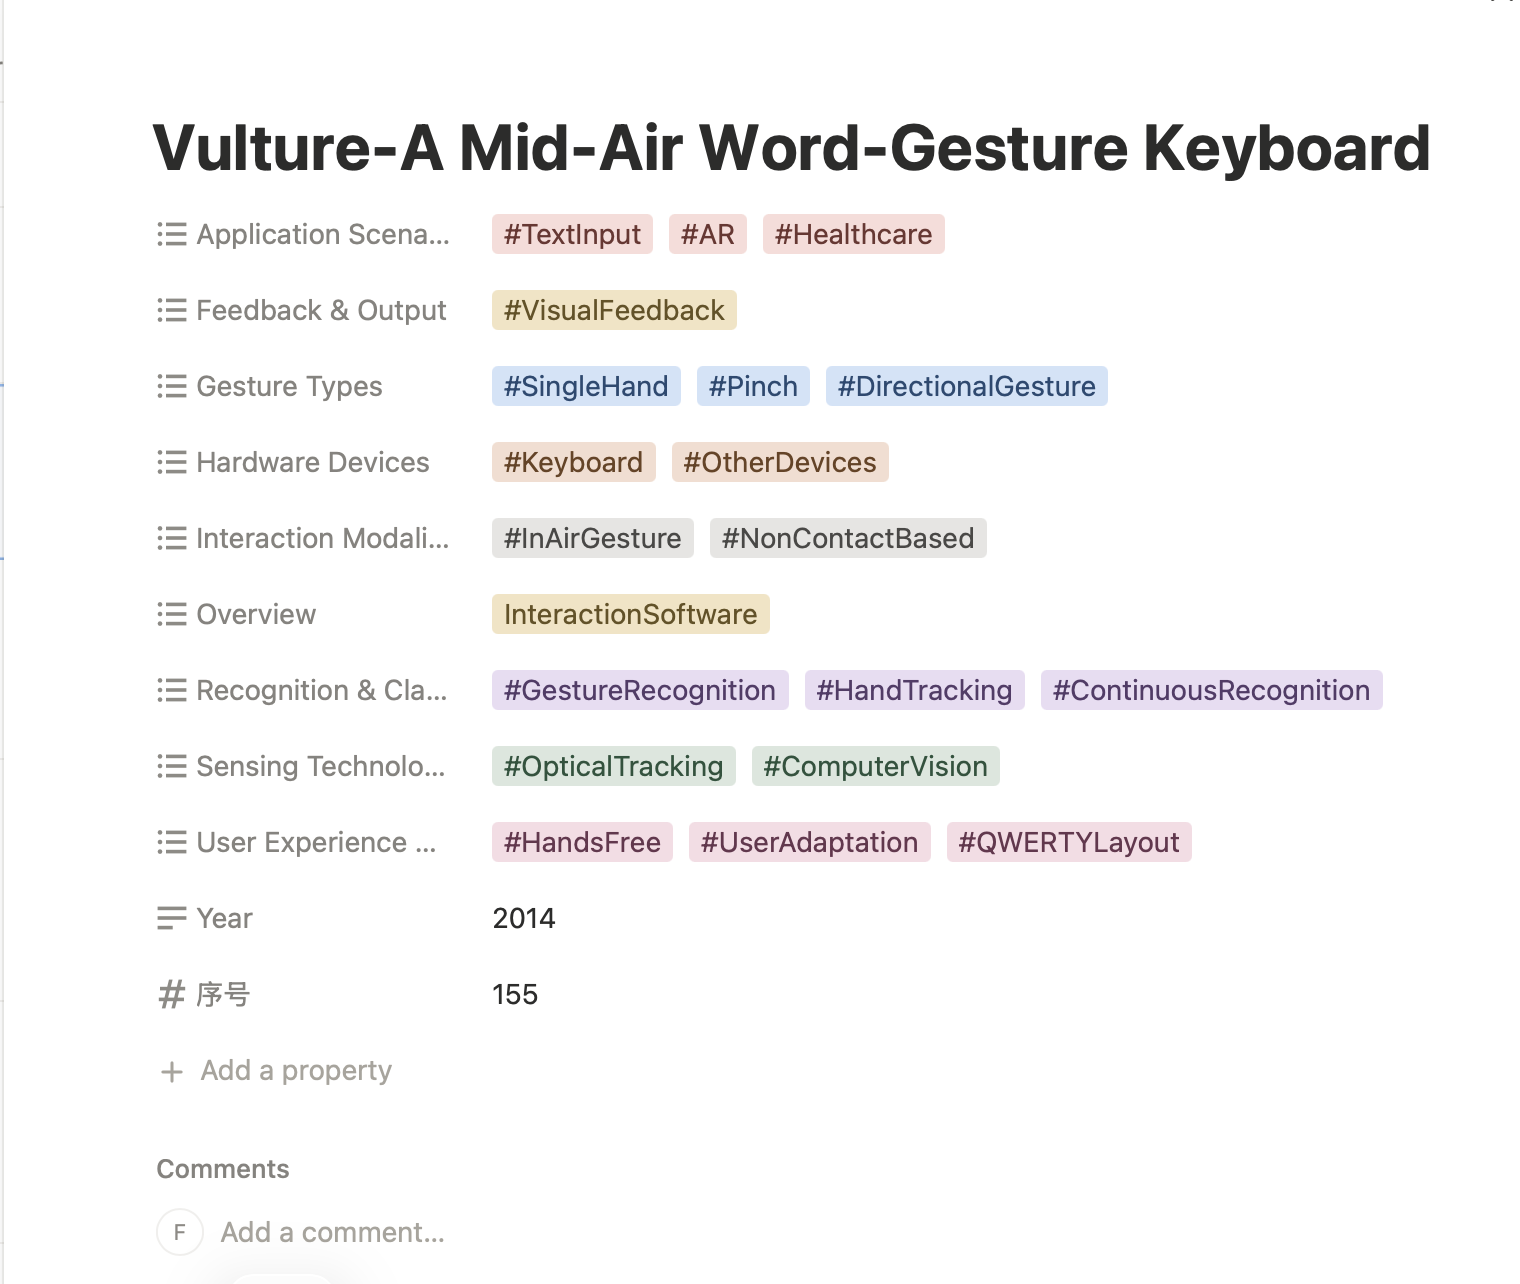 Vulture-A Mid-Air Word-Gesture Keyboard
Application Scena... #TextInput #AR #Healthcare
Feedback & Output #VisualFeedback
Gesture Types #SingleHand #Pinch #DirectionalGesture
Hardware Devices #Keyboard #OtherDevices
Interaction Modali... #InAirGesture #NonContactBased
Overview InteractionSoftware
Recognition & Cla... #GestureRecognition #HandTracking #ContinuousRecognition
Sensing Technolo... #OpticalTracking #ComputerVision
User Experience ... #HandsFree #UserAdaptation #QWERTYLayout
Year 2014
# 序号 155
+ Add a property
Comments
F Add a comment...